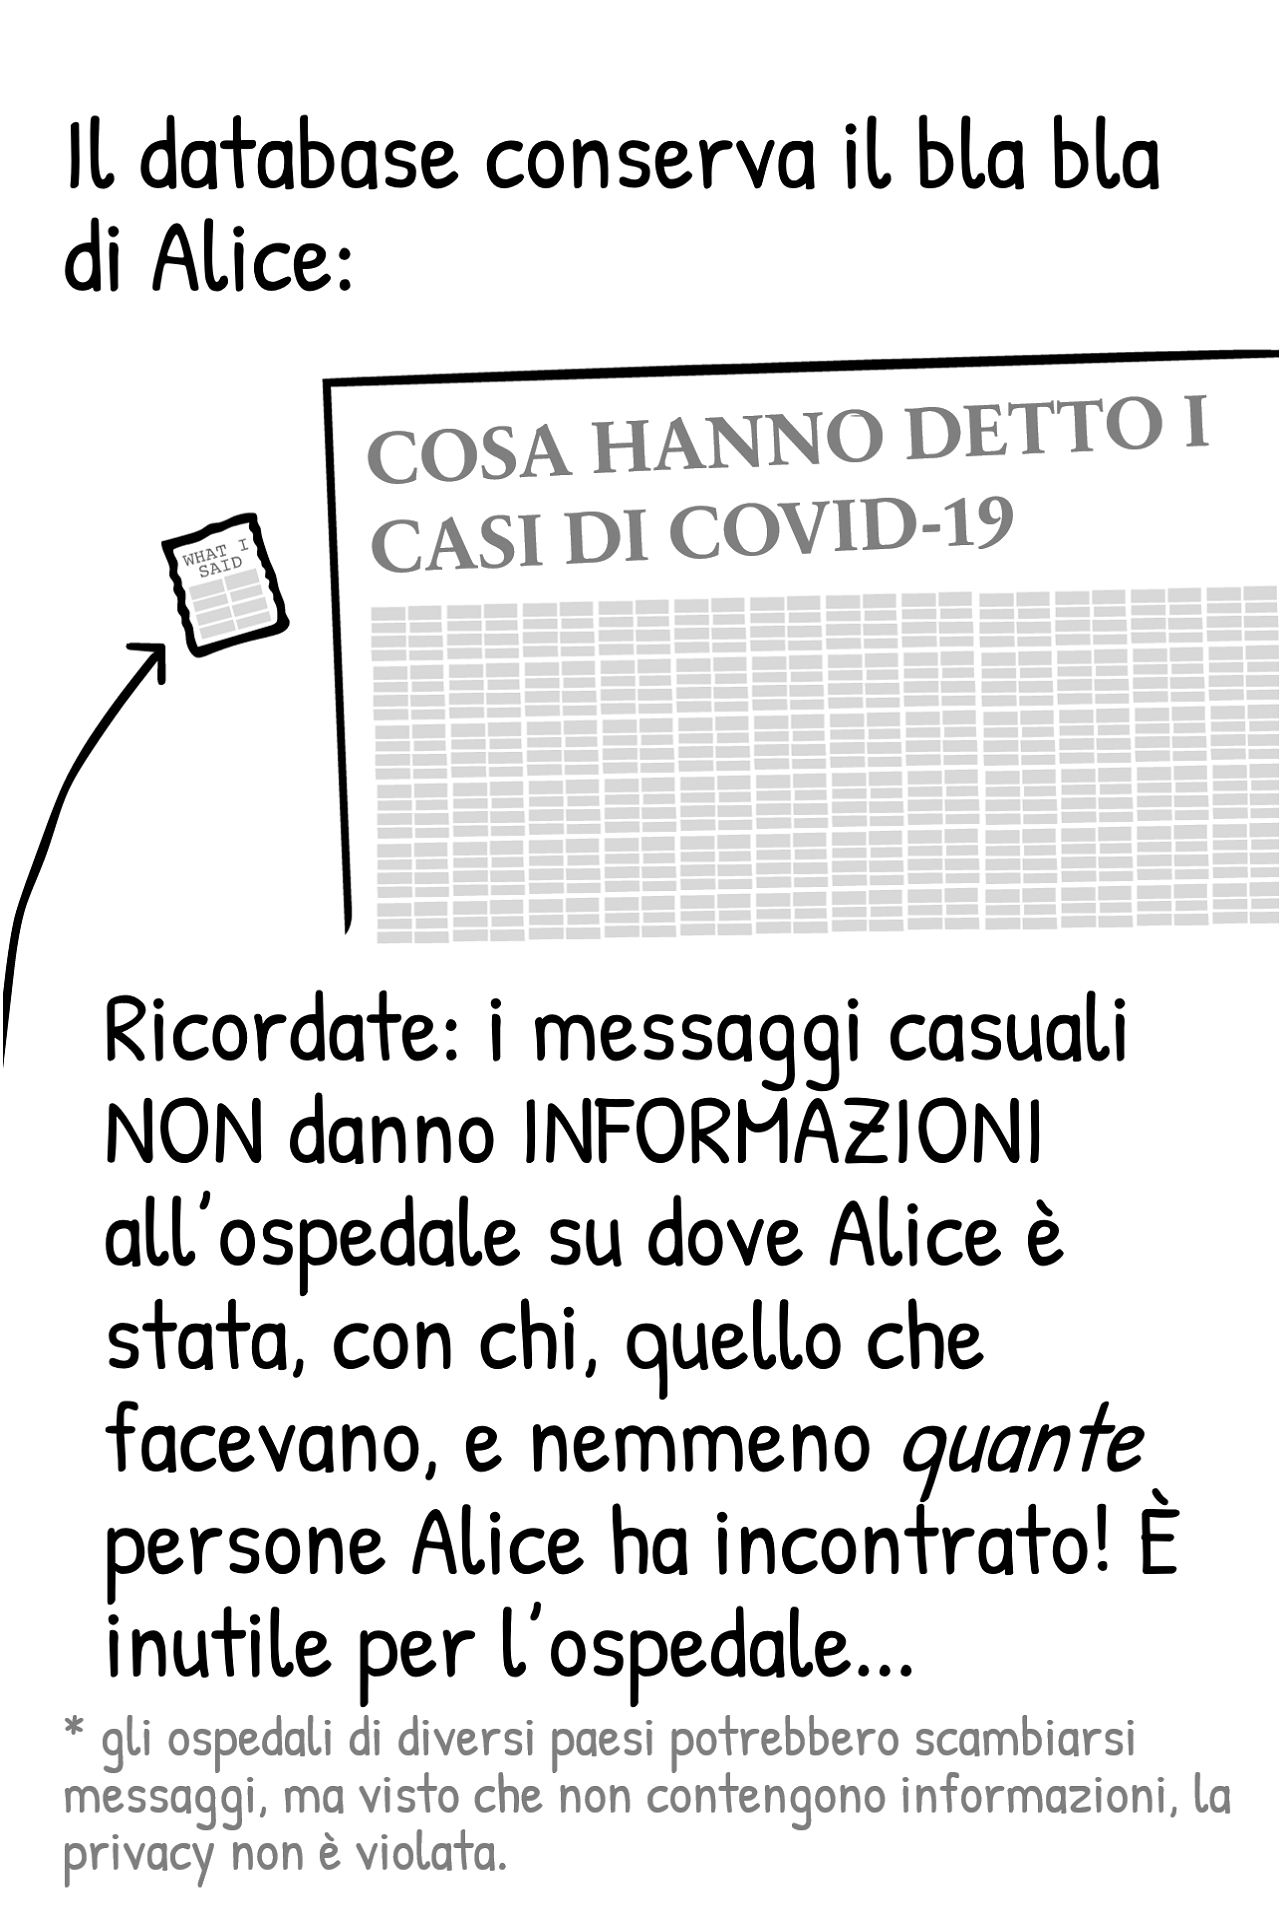 Il database conserva il bla bla
di Alice:
COSA HANNO DETTO I
CASI DI COVID-19
WHAT I
SAID
Ricordate: i messaggi casuali
NON danno INFORMAZIONI
all'ospedale su dove Alice è
stata, con chi, quello che
facevano, e nemmeno quante
persone Alice ha incontrato! È
inutile per l'ospedale...
* gli ospedali di diversi paesi potrebbero scambiarsi
messaggi, ma visto che non contengono informazioni, la
privacy non è violata.